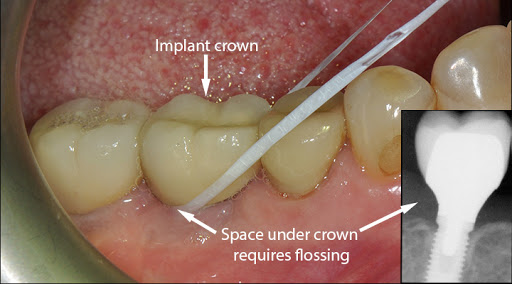 Implant crown
Space under crown
requires flossing